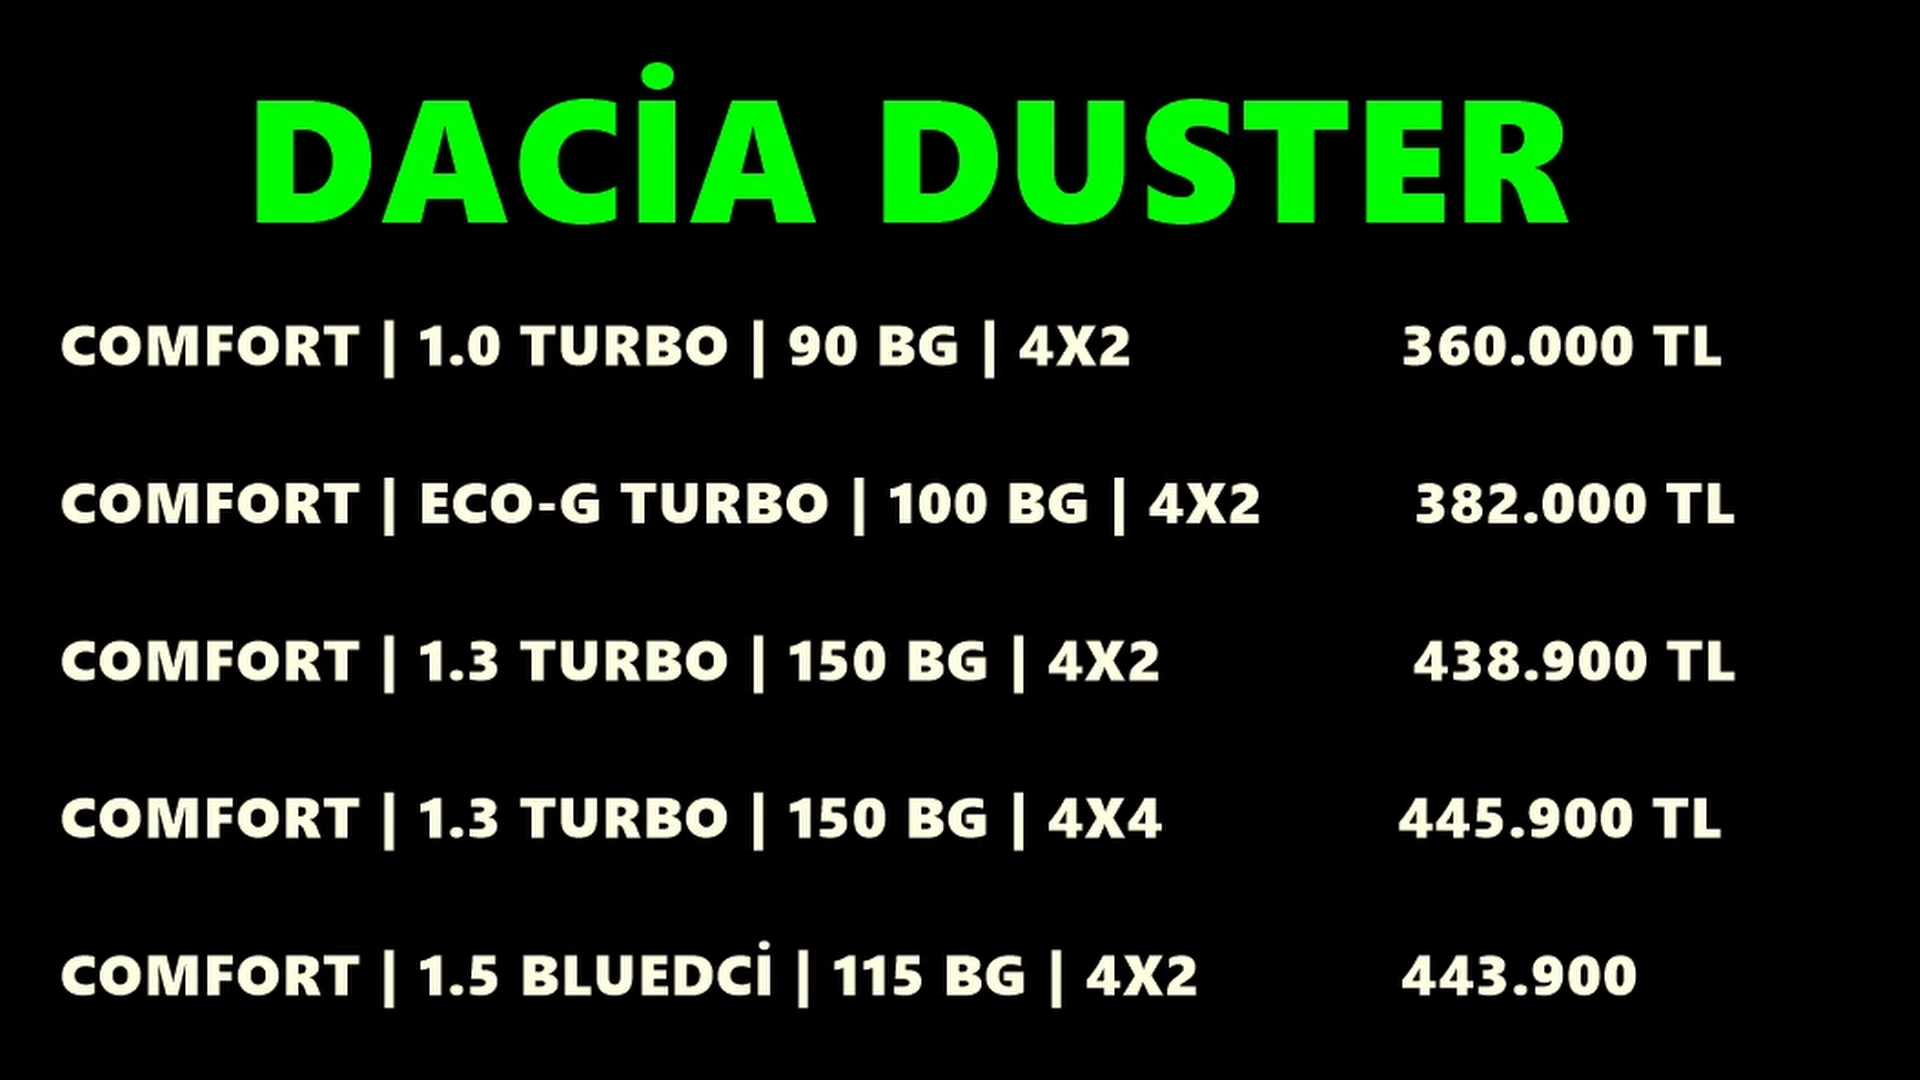 DACİA DUSTER
COMFORT | 1.0 TURBO | 90 BG | 4X2 360.000 TL
COMFORT | ECO-G TURBO | 100 BG | 4X2 382.000 TL
COMFORT | 1.3 TURBO | 150 BG | 4X2 438.900 TL
COMFORT | 1.3 TURBO | 150 BG | 4X4 445.900 TL
COMFORT | 1.5 BLUEDCİ | 115 BG | 4X2 443.900